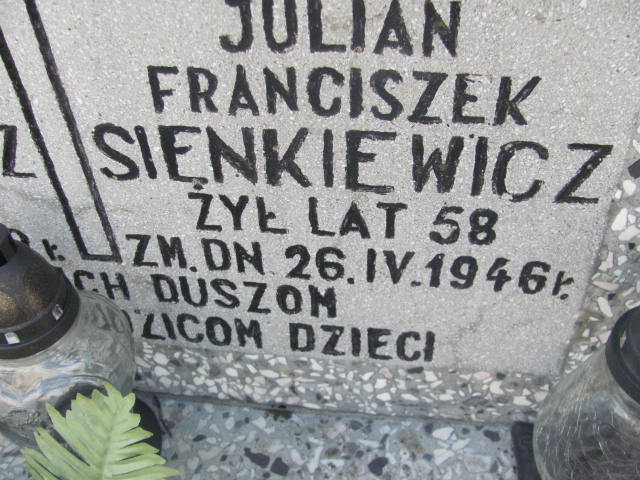 JULIAN
FRANCISZEK
SIENKIEWICZ
ŻYŁ LAT 58
ZM. DN 26.IV.1946 R.
DUSZOM
DZIECI